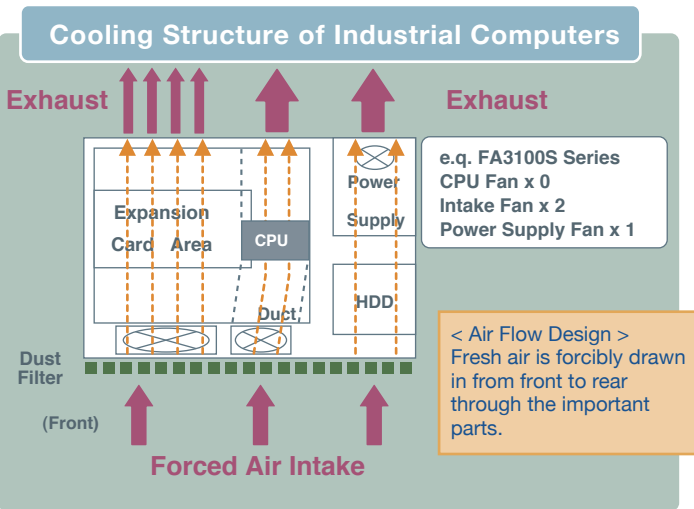 Cooling Structure of Industrial Computers
Exhaust
Exhaust
e.q. FA3100S Series
CPU Fan x 0
Intake Fan x 2
Power Supply Fan x 1
Power
Supply
Expansion
Card Area
CPU
HDD
Duct
< Air Flow Design >
Fresh air is forcibly drawn
in from front to rear
through the important
parts.
Dust
Filter
(Front)
Forced Air Intake